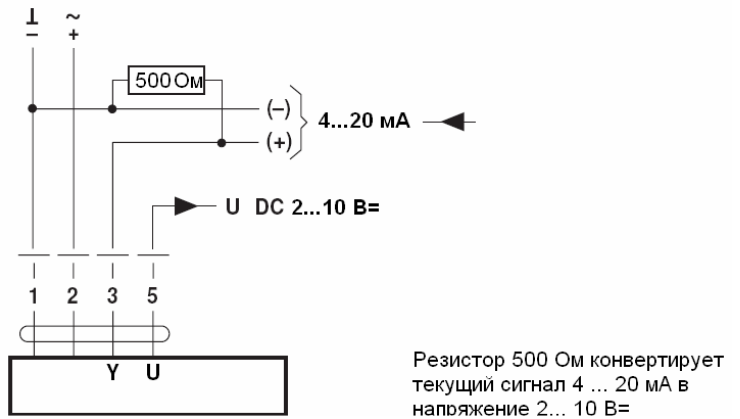 ⊥ ~
− +
500 Ом
(−)
4...20 мА
(+)
U DC 2...10 В=
1 2 3 5
Y U
Резистор 500 Ом конвертирует
текущий сигнал 4 ... 20 мА в
напряжение 2... 10 В=